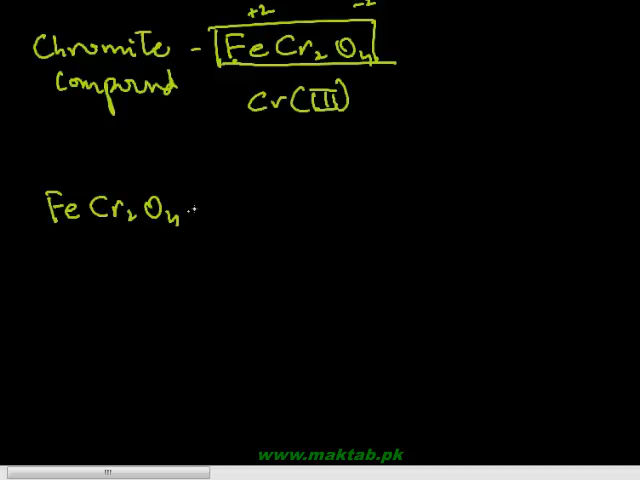 +2 -2
Chromite - FeCr₂O₄
Compound
Cr(III)
FeCr₂O₄
www.maktab.pk